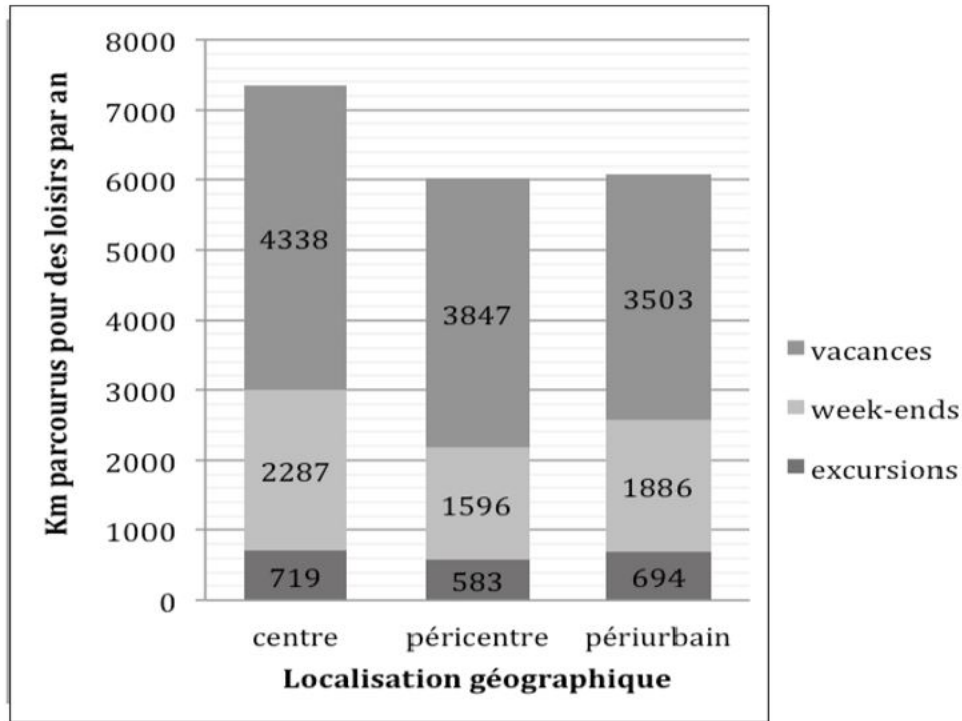 Km parcourus pour des loisirs par an
8000
7000
6000
5000
4000
3000
2000
1000
0
4338
2287
719
3847
1596
583
3503
1886
694
centre
péricentre
périurbain
Localisation géographique
vacances
week-ends
excursions